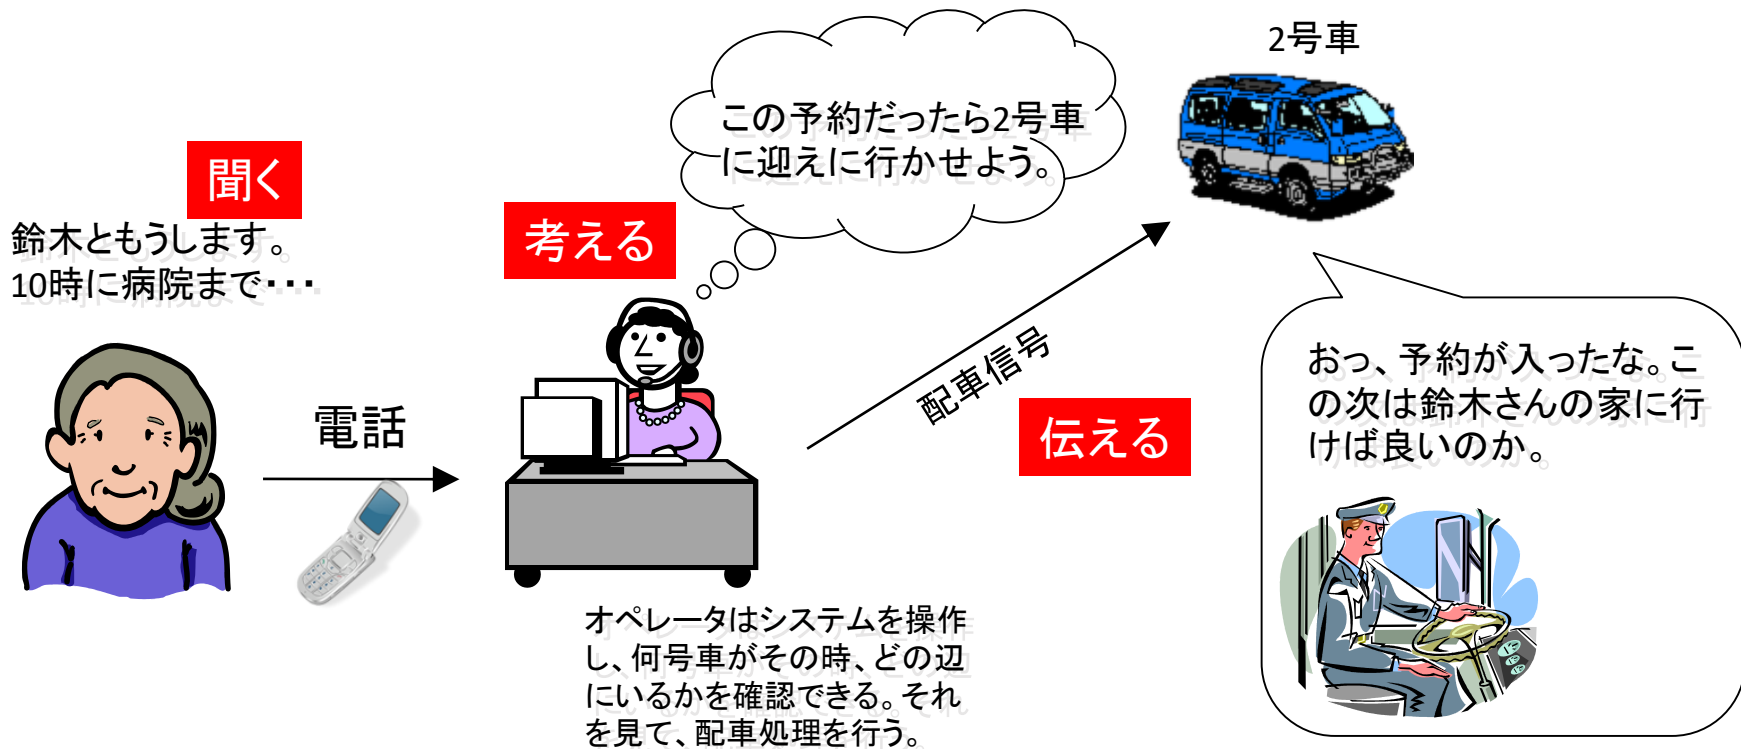 聞く
鈴木ともうします。
10時に病院まで･･･
電話
考える
この予約だったら2号車
に迎えに行かせよう。
オペレータはシステムを操作
し、何号車がその時、どの辺
にいるかを確認できる。それ
を見て、配車処理を行う。
配車信号
伝える
2号車
おっ、予約が入ったな。こ
の次は鈴木さんの家に行
けば良いのか。